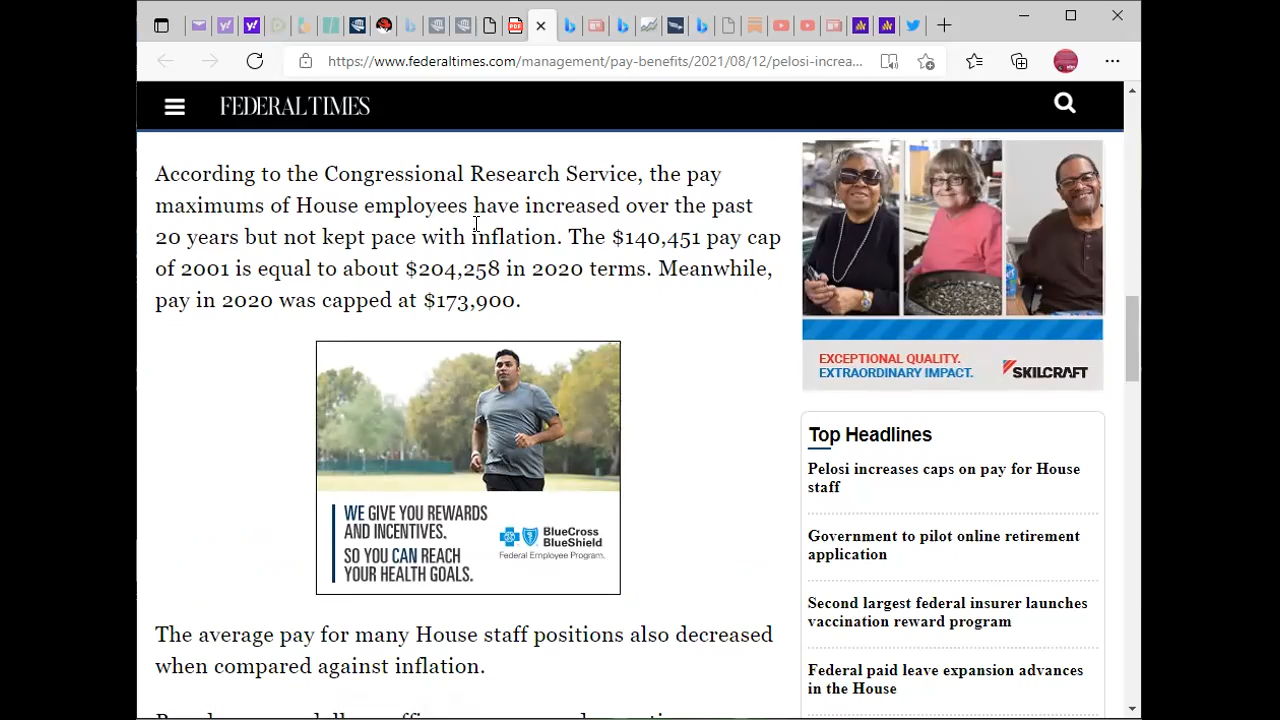 https://www.federaltimes.com/management/pay-benefits/2021/08/12/pelosi-increa...
FEDERALTIMES
According to the Congressional Research Service, the pay
maximums of House employees have increased over the past
20 years but not kept pace with inflation. The $140,451 pay cap
of 2001 is equal to about $204,258 in 2020 terms. Meanwhile,
pay in 2020 was capped at $173,900.
WE GIVE YOU REWARDS
AND INCENTIVES.
SO YOU CAN REACH
YOUR HEALTH GOALS.
BlueCross
BlueShield
Federal Employee Program.
The average pay for many House staff positions also decreased
when compared against inflation.
EXCEPTIONAL QUALITY.
EXTRAORDINARY IMPACT.
SKILCRAFT
Top Headlines
Pelosi increases caps on pay for House
staff
Government to pilot online retirement
application
Second largest federal insurer launches
vaccination reward program
Federal paid leave expansion advances
in the House